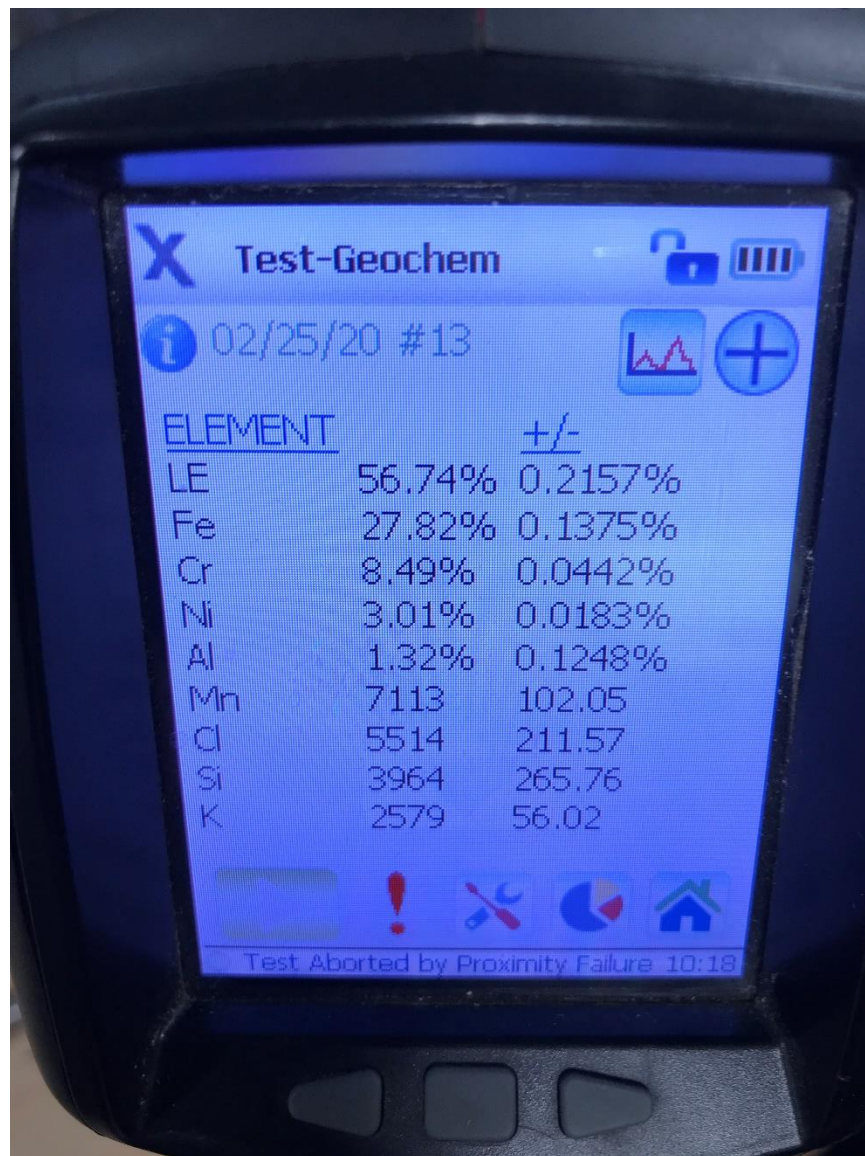 X Test-Geochem
i 02/25/20 #13
ELEMENT +/-
LE 56.74% 0.2157%
Fe 27.82% 0.1375%
Cr 8.49% 0.0442%
Ni 3.01% 0.0183%
Al 1.32% 0.1248%
Mn 7113 102.05
Cl 5514 211.57
Si 3964 265.76
K 2579 56.02
Test Aborted by Proximity Failure 10:18